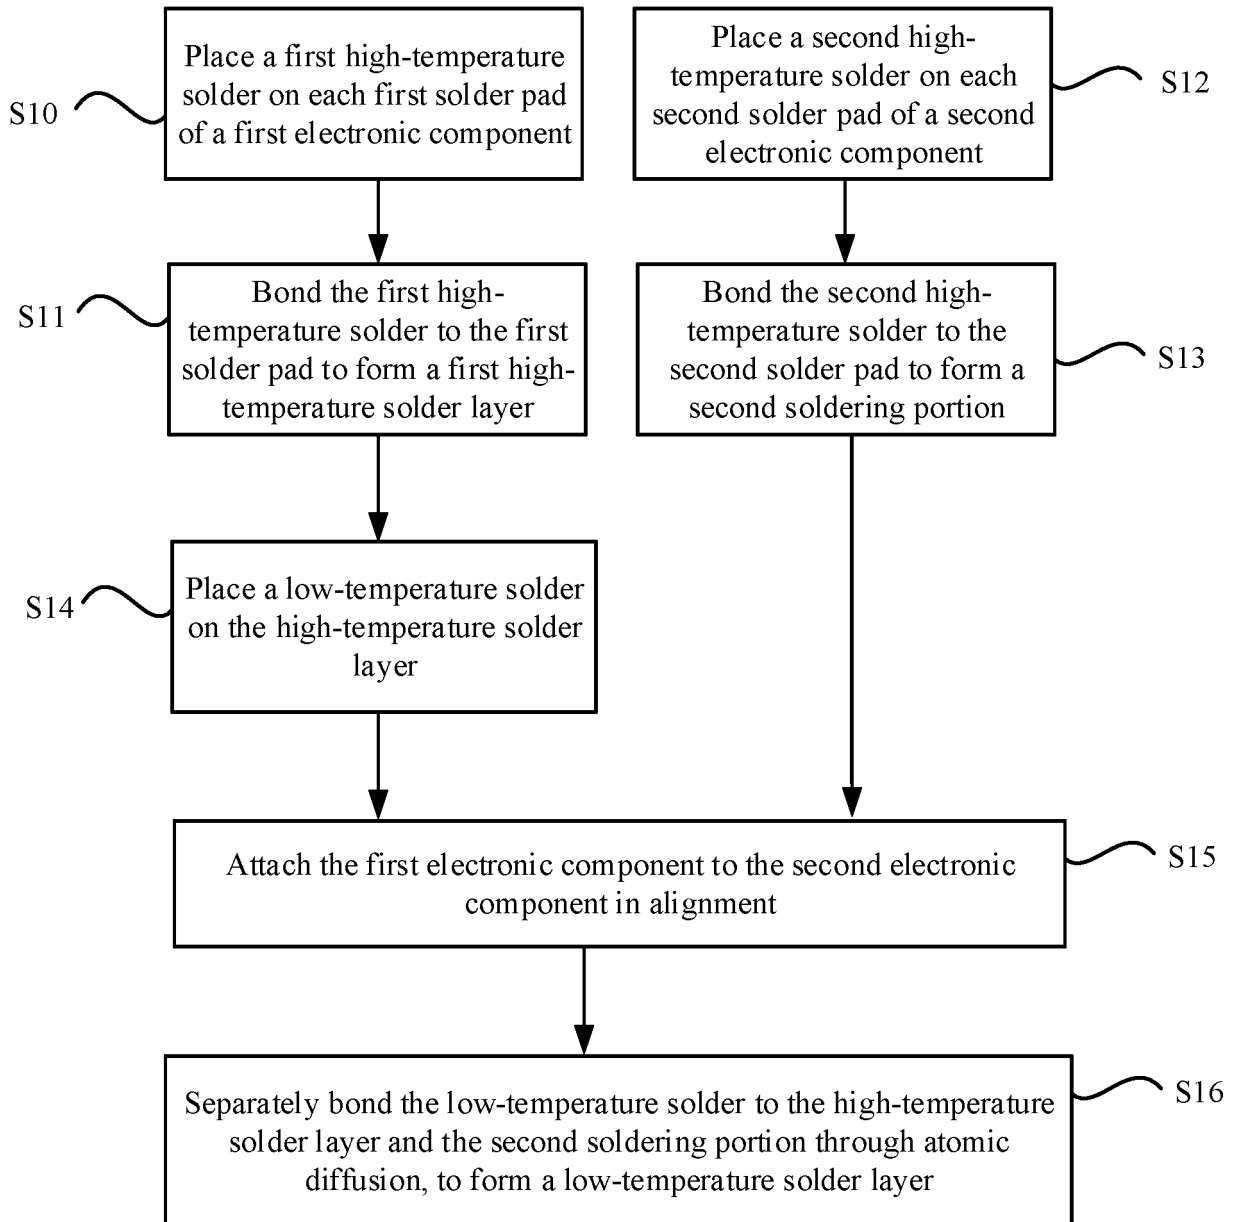 Place a first high-temperature
solder on each first solder pad
of a first electronic component
S10
Place a second high-
temperature solder on each
second solder pad of a second
electronic component
S12
Bond the first high-
temperature solder to the first
solder pad to form a first high-
temperature solder layer
S11
Bond the second high-
temperature solder to the
second solder pad to form a
second soldering portion
S13
Place a low-temperature solder
on the high-temperature solder
layer
S14
Attach the first electronic component to the second electronic
component in alignment
S15
Separately bond the low-temperature solder to the high-temperature
solder layer and the second soldering portion through atomic
diffusion, to form a low-temperature solder layer
S16